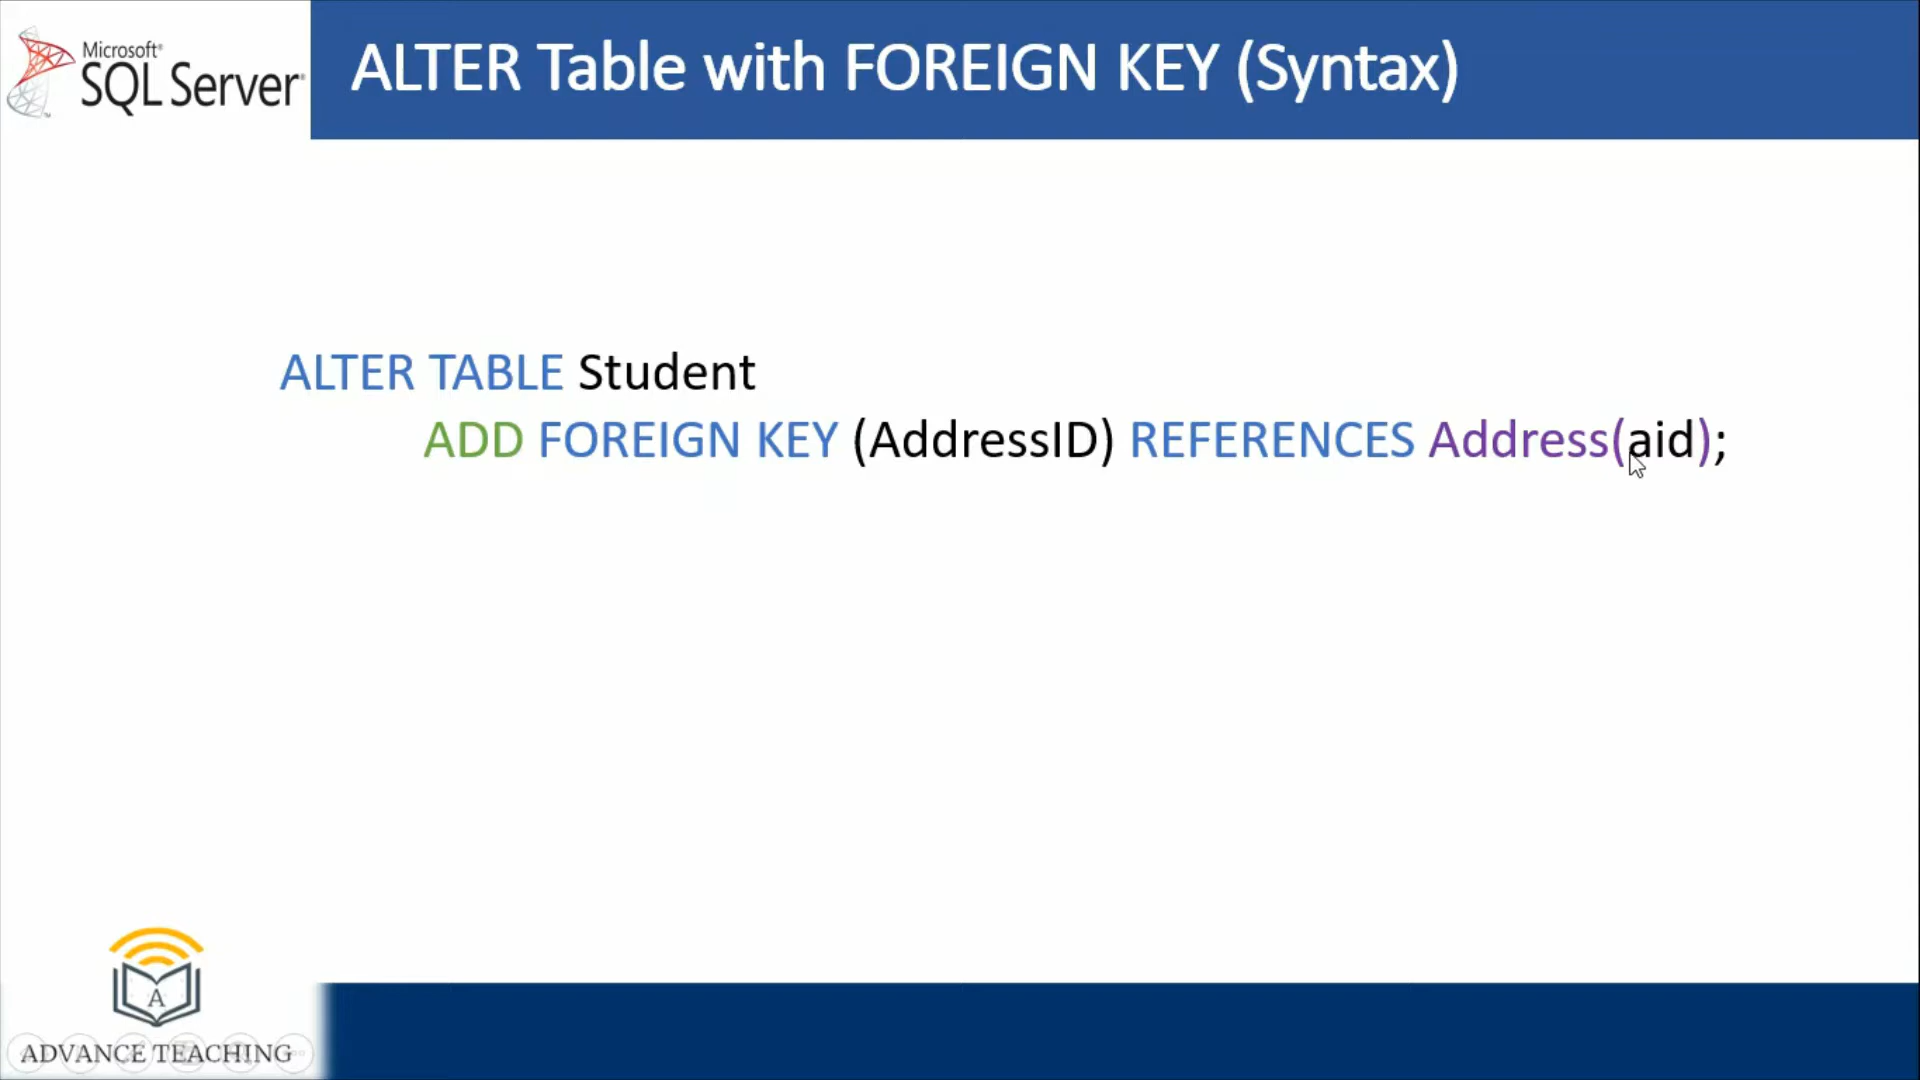 Microsoft®
SQL Server®
ALTER Table with FOREIGN KEY (Syntax)
ALTER TABLE Student
ADD FOREIGN KEY (AddressID) REFERENCES Address(aid);
A
ADVANCE TEACHING